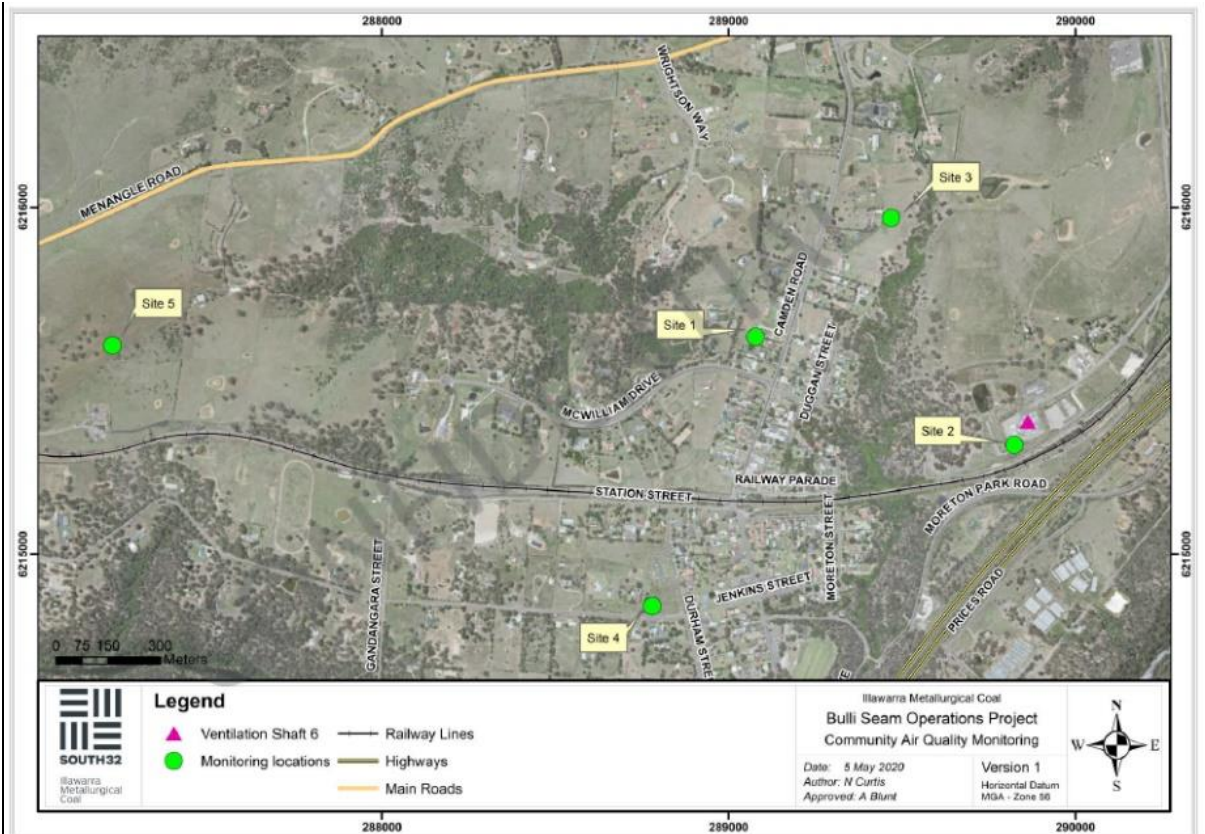 288000
289000
290000
WRIGHTSON WAY
MENANGLE ROAD
Site 3
6216000
6216000
CAMDEN ROAD
Site 5
Site 1
DUGGAN STREET
MCWILLIAM DRIVE
Site 2
RAILWAY PARADE
STATION STREET
MORETON PARK ROAD
MORETON STREET
6215000
6215000
GANDANGARA STREET
JENKINS STREET
PRICES ROAD
DURHAM STRE
Site 4
0 75 150 300
Meters
Legend
Ventilation Shaft 6
Railway Lines
Monitoring locations
Highways
Main Roads
SOUTH32
Illawarra
Metallurgical
Coal
Illawarra Metallurgical Coal
Bulli Seam Operations Project
Community Air Quality Monitoring
Date: 5 May 2020
Author: N Curtis
Approved: A Blunt
Version 1
Horizontal Datum
MGA - Zone 56
N
W
E
S
288000
289000
290000